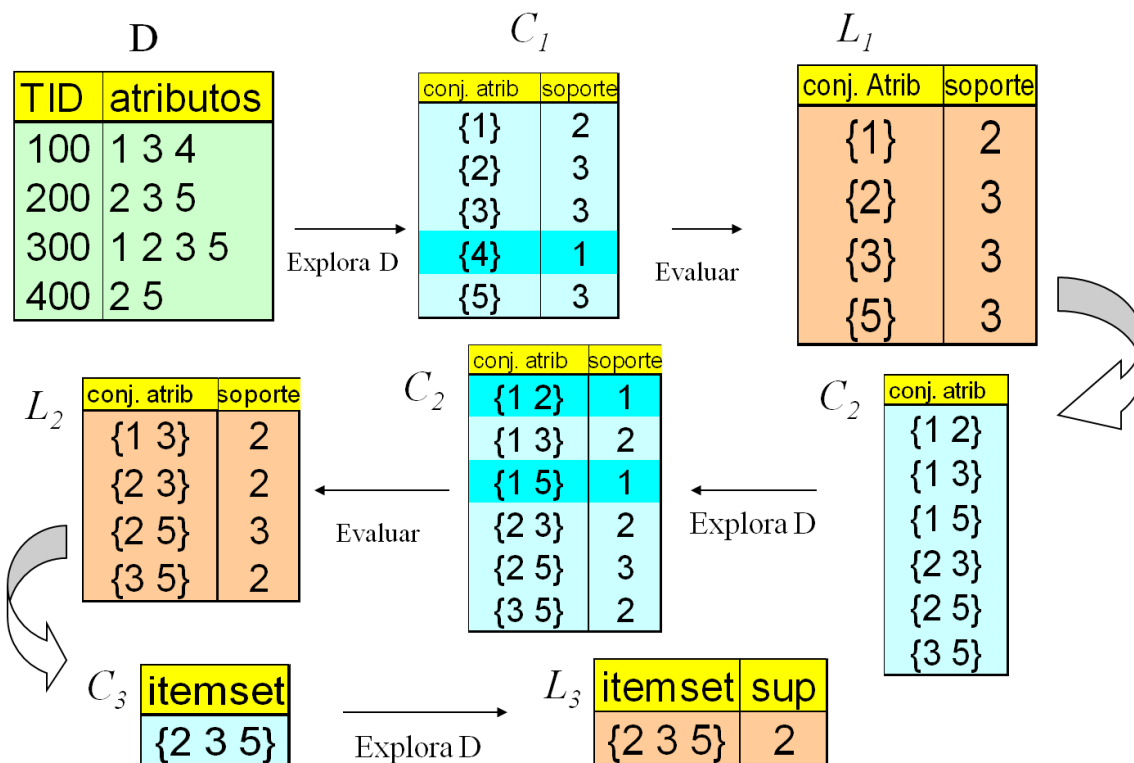 D
TID atributos
100 1 3 4
200 2 3 5
300 1 2 3 5
400 2 5
Explora D
C1
conj. atrib soporte
{1} 2
{2} 3
{3} 3
{4} 1
{5} 3
Evaluar
L1
conj. Atrib soporte
{1} 2
{2} 3
{3} 3
{5} 3
C2
conj. atrib
{1 2}
{1 3}
{1 5}
{2 3}
{2 5}
{3 5}
Explora D
C2
conj. atrib soporte
{1 2} 1
{1 3} 2
{1 5} 1
{2 3} 2
{2 5} 3
{3 5} 2
Evaluar
L2
conj. atrib soporte
{1 3} 2
{2 3} 2
{2 5} 3
{3 5} 2
C3
itemset
{2 3 5}
Explora D
L3
itemset sup
{2 3 5} 2